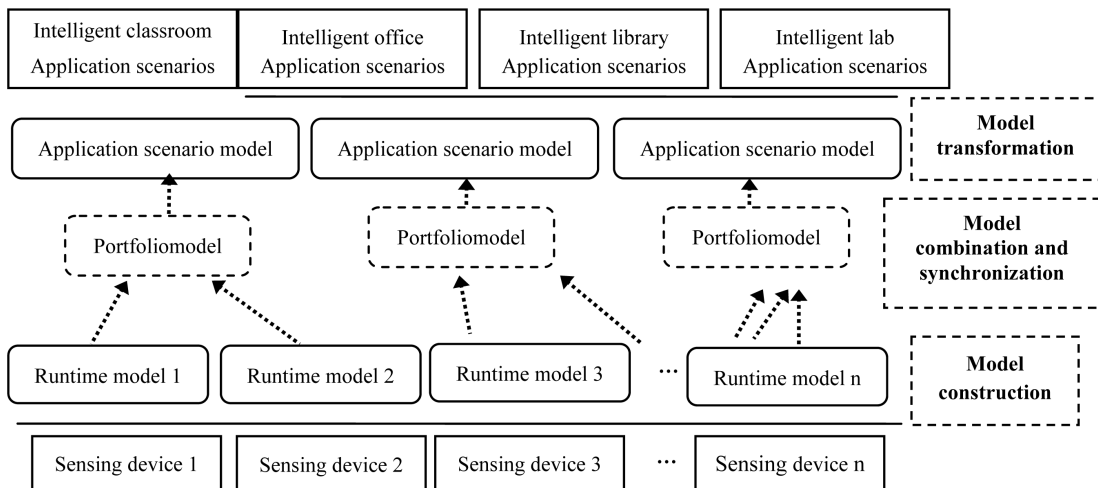 Intelligent classroom
Application scenarios
Intelligent office
Application scenarios
Intelligent library
Application scenarios
Intelligent lab
Application scenarios
Application scenario model
Application scenario model
Application scenario model
Model
transformation
Portfoliomodel
Portfoliomodel
Portfoliomodel
Model
combination and
synchronization
Runtime model 1
Runtime model 2
Runtime model 3
...
Runtime model n
Model
construction
Sensing device 1
Sensing device 2
Sensing device 3
...
Sensing device n